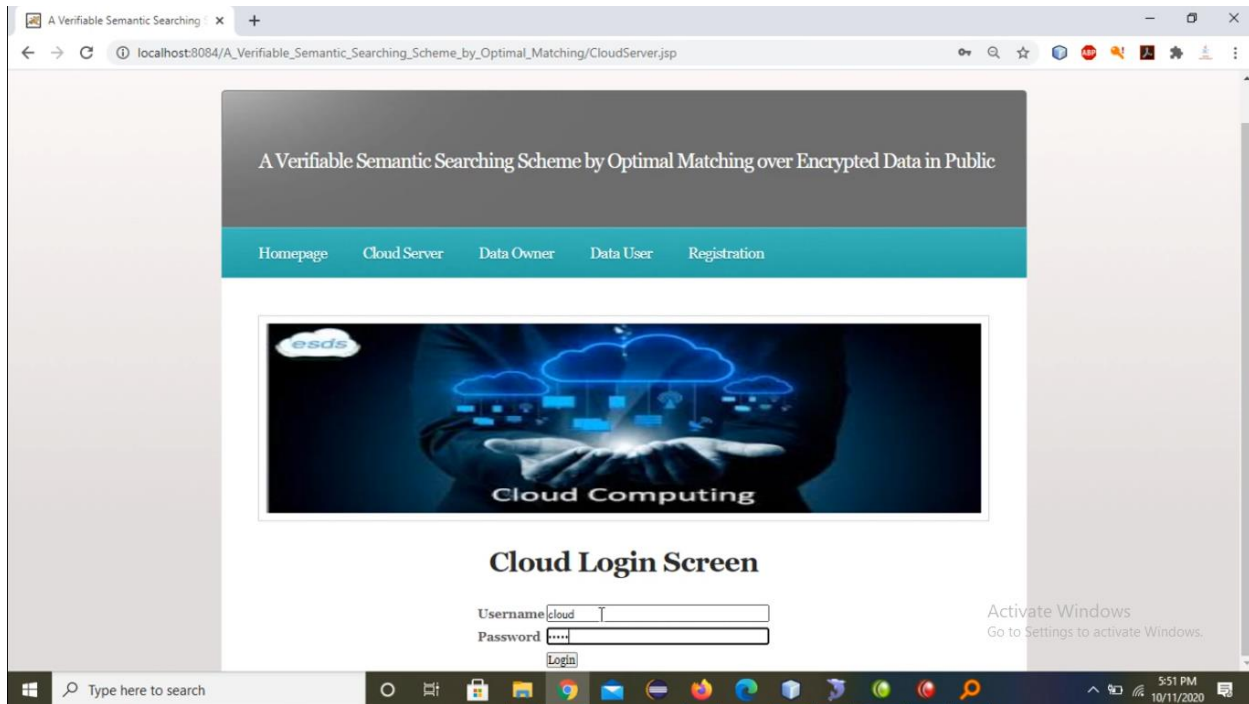 A Verifiable Semantic Searching S
localhost:8084/A_Verifiable_Semantic_Searching_Scheme_by_Optimal_Matching/CloudServer.jsp
ABP
A Verifiable Semantic Searching Scheme by Optimal Matching over Encrypted Data in Public
Homepage Cloud Server Data Owner Data User Registration
esds
Cloud Computing
Cloud Login Screen
Username cloud
Password •••••
Login
Activate Windows
Go to Settings to activate Windows.
Type here to search
5:51 PM
10/11/2020